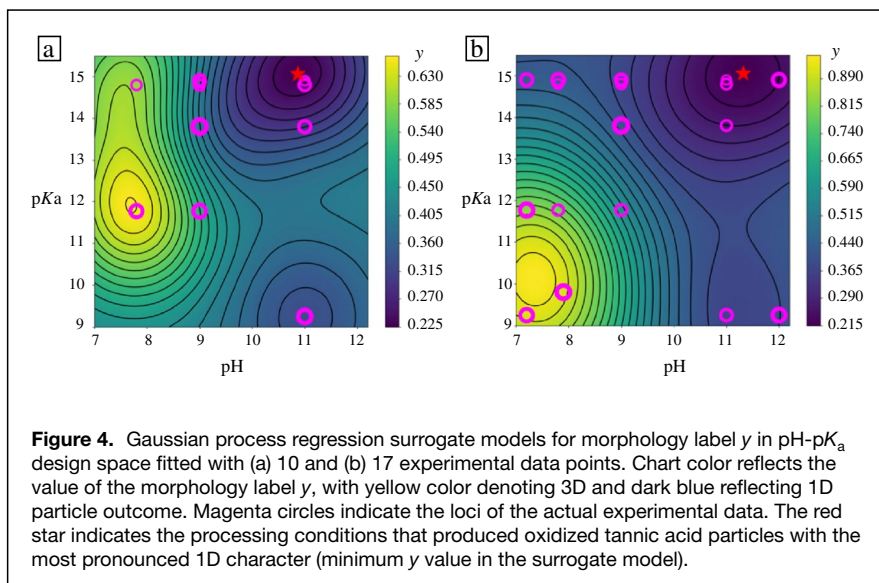 a
y
15
14
13
pKa 12
11
10
9
7 8 9 10 11 12
pH
0.630
0.585
0.540
0.495
0.450
0.405
0.360
0.315
0.270
0.225
b
y
15
14
13
pKa 12
11
10
9
7 8 9 10 11 12
pH
0.890
0.815
0.740
0.665
0.590
0.515
0.440
0.365
0.290
0.215
Figure 4. Gaussian process regression surrogate models for morphology label y in pH-pKa
design space fitted with (a) 10 and (b) 17 experimental data points. Chart color reflects the
value of the morphology label y, with yellow color denoting 3D and dark blue reflecting 1D
particle outcome. Magenta circles indicate the loci of the actual experimental data. The red
star indicates the processing conditions that produced oxidized tannic acid particles with the
most pronounced 1D character (minimum y value in the surrogate model).